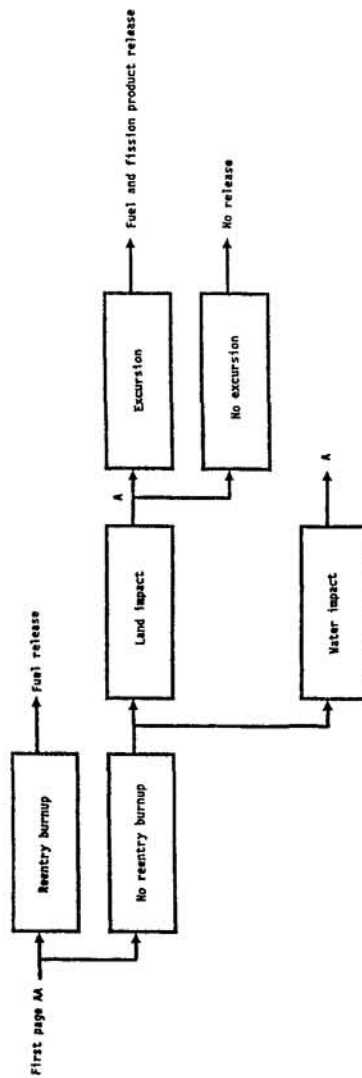 First page AA
Reentry burnup
Fuel release
No reentry burnup
Land impact
A
Excursion
Fuel and fission product release
No excursion
No release
Water impact
A